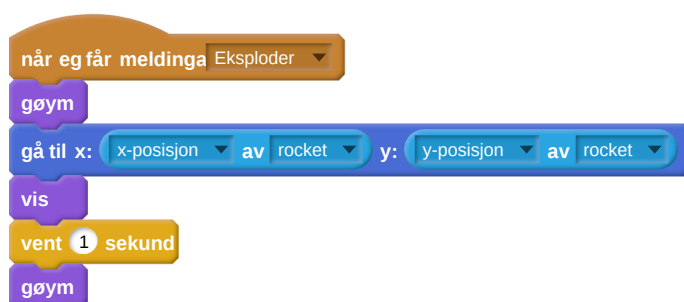 når eg får meldinga Eksploder
gøym
gå til x: x-posisjon av rocket y: y-posisjon av rocket
vis
vent 1 sekund
gøym